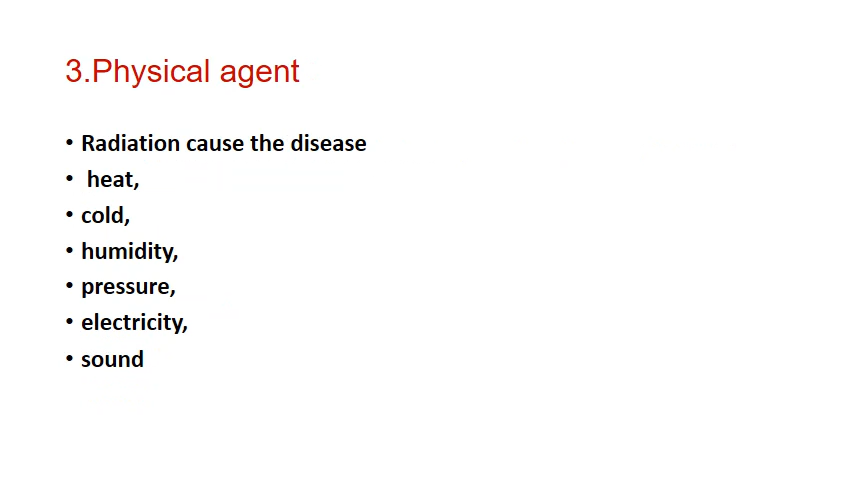 3.Physical agent
• Radiation cause the disease
• heat,
• cold,
• humidity,
• pressure,
• electricity,
• sound